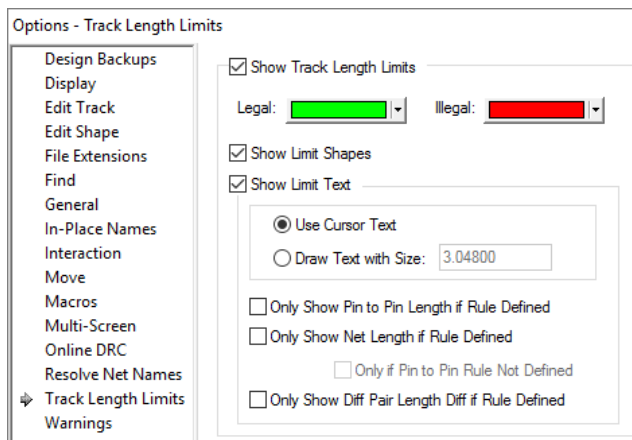 Options - Track Length Limits
Design Backups
Display
Edit Track
Edit Shape
File Extensions
Find
General
In-Place Names
Interaction
Move
Macros
Multi-Screen
Online DRC
Resolve Net Names
Track Length Limits
Warnings
Show Track Length Limits
Legal: Illegal:
Show Limit Shapes
Show Limit Text
Use Cursor Text
Draw Text with Size: 3.04800
Only Show Pin to Pin Length if Rule Defined
Only Show Net Length if Rule Defined
Only if Pin to Pin Rule Not Defined
Only Show Diff Pair Length Diff if Rule Defined